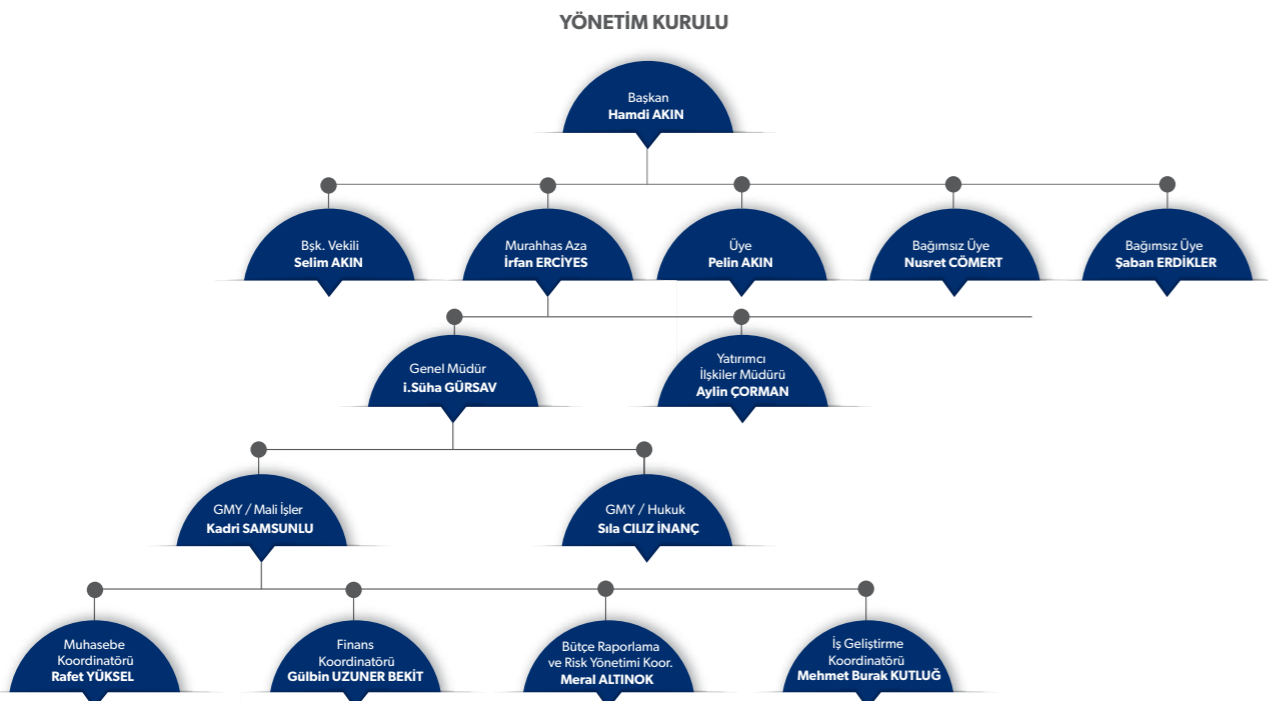 YÖNETİM KURULU
Başkan
Hamdi AKIN
Bşk. Vekili
Selim AKIN
Murahhas Aza
İrfan ERCİYES
Üye
Pelin AKIN
Bağımsız Üye
Nusret CÖMERT
Bağımsız Üye
Şaban ERDİKLER
Genel Müdür
i.Süha GÜRSAV
Yatırımcı
İlşkiler Müdürü
Aylin ÇORMAN
GMY / Mali İşler
Kadri SAMSUNLU
GMY / Hukuk
Sıla CILIZ İNANÇ
Muhasebe
Koordinatörü
Rafet YÜKSEL
Finans
Koordinatörü
Gülbin UZUNER BEKİT
Bütçe Raporlama
ve Risk Yönetimi Koor.
Meral ALTINOK
İş Geliştirme
Koordinatörü
Mehmet Burak KUTLUĞ